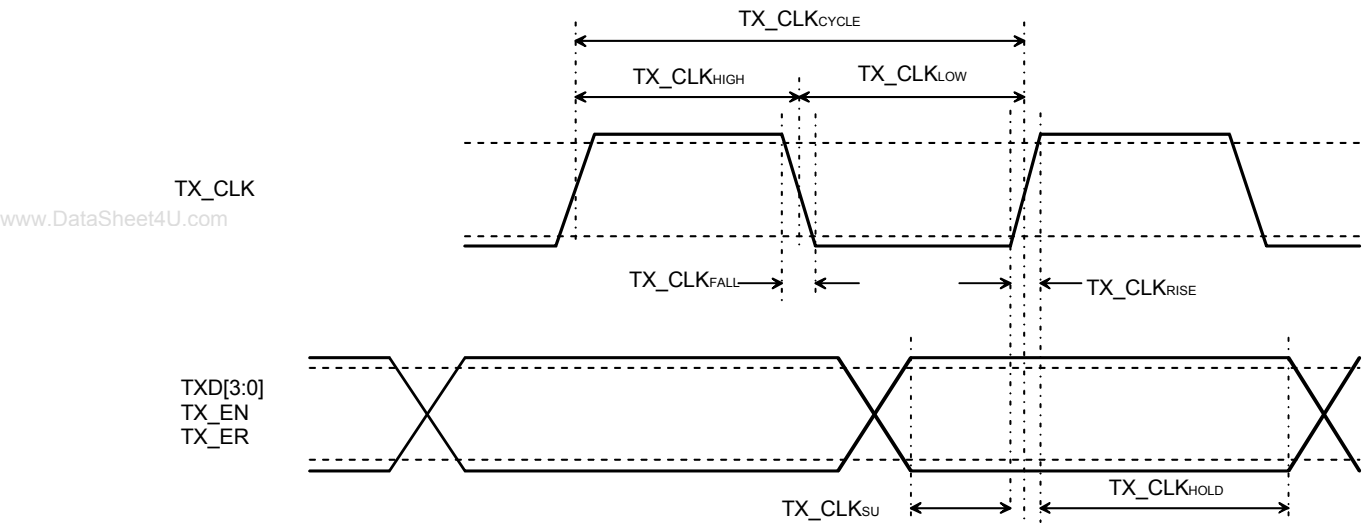 TX_CLKCYCLE
TX_CLKHIGH
TX_CLKLOW
TX_CLK
www.DataSheet4U.com
TX_CLKFALL
TX_CLKRISE
TXD[3:0]
TX_EN
TX_ER
TX_CLKHOLD
TX_CLKSU